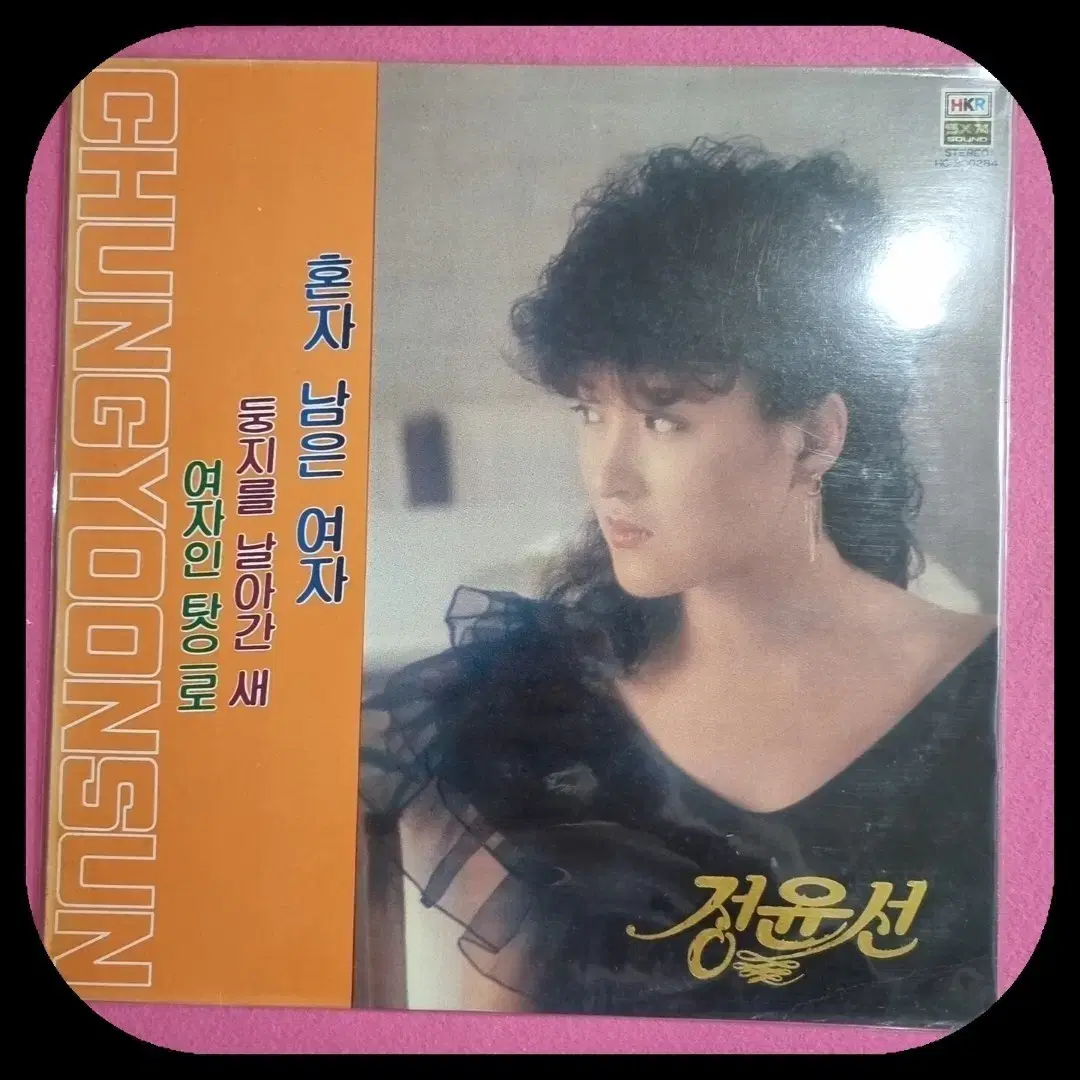 CHUNGYOONSUN
혼자 남은 여자
둥지를 날아간 새
여자인 탓으로
HKR
SX74
SOUND
STEREO
정윤선